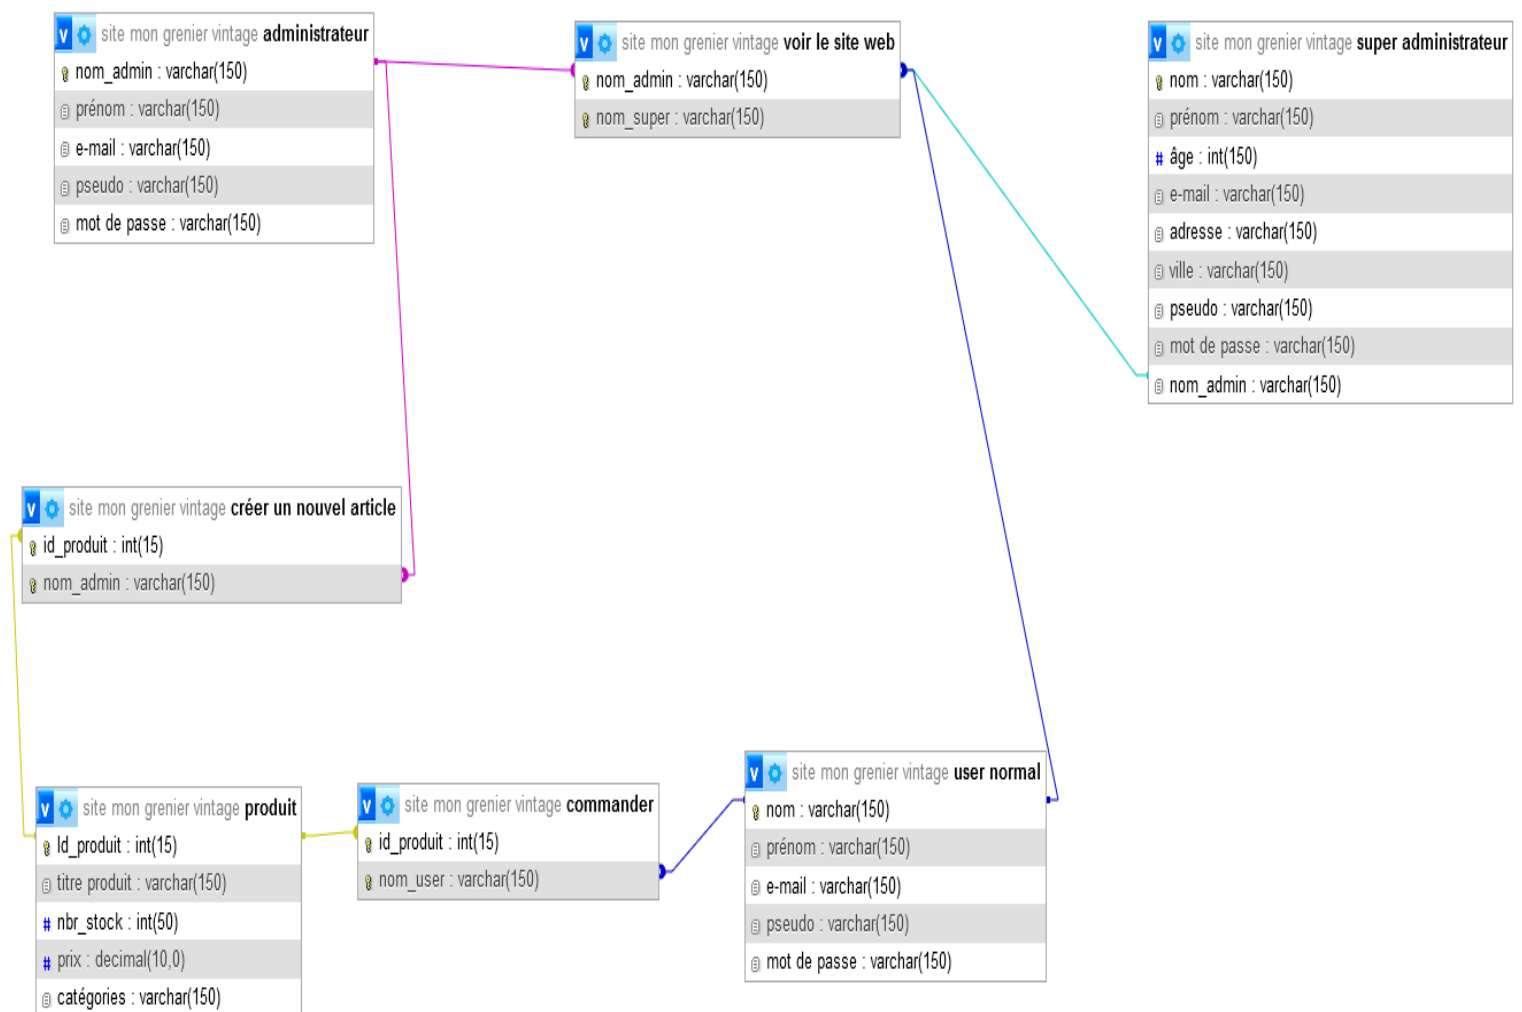 v site mon grenier vintage administrateur
nom_admin : varchar(150)
prénom : varchar(150)
e-mail : varchar(150)
pseudo : varchar(150)
mot de passe : varchar(150)
v site mon grenier vintage voir le site web
nom_admin : varchar(150)
nom_super : varchar(150)
v site mon grenier vintage super administrateur
nom : varchar(150)
prénom : varchar(150)
# âge : int(150)
e-mail : varchar(150)
adresse : varchar(150)
ville : varchar(150)
pseudo : varchar(150)
mot de passe : varchar(150)
nom_admin : varchar(150)
v site mon grenier vintage créer un nouvel article
id_produit : int(15)
nom_admin : varchar(150)
v site mon grenier vintage produit
Id_produit : int(15)
titre produit : varchar(150)
# nbr_stock : int(50)
# prix : decimal(10,0)
catégories : varchar(150)
v site mon grenier vintage commander
id_produit : int(15)
nom_user : varchar(150)
v site mon grenier vintage user normal
nom : varchar(150)
prénom : varchar(150)
e-mail : varchar(150)
pseudo : varchar(150)
mot de passe : varchar(150)